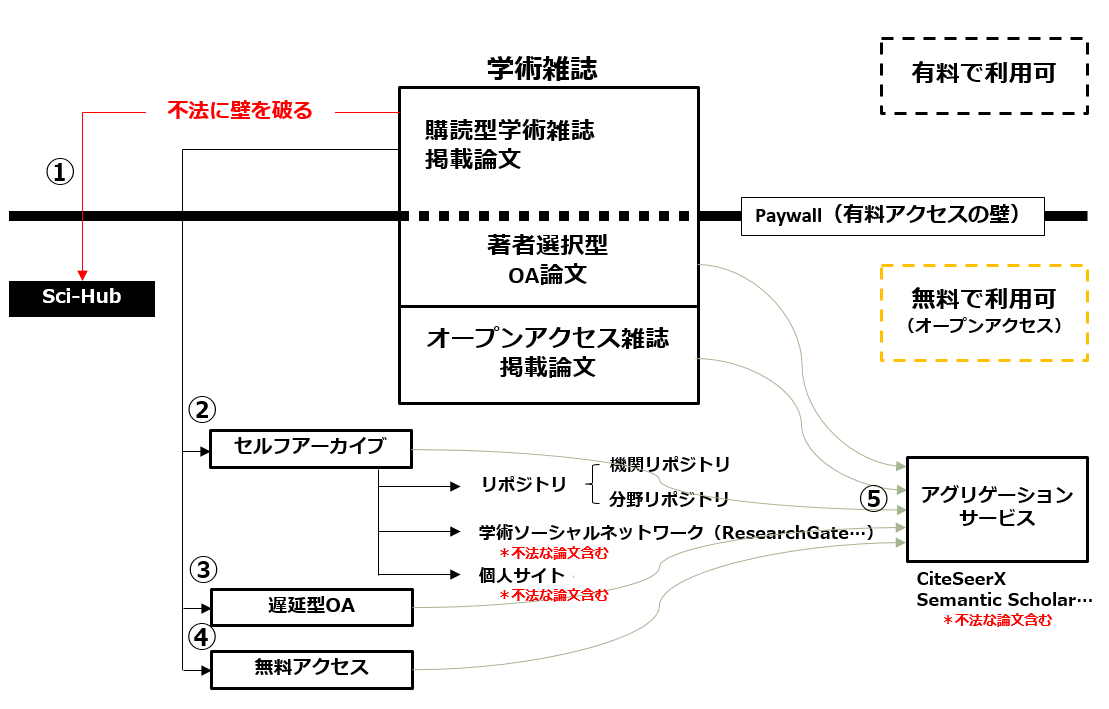 学術雑誌
有料で利用可
不法に壁を破る
購読型学術雑誌
掲載論文
①
Paywall（有料アクセスの壁）
著者選択型
OA論文
Sci-Hub
無料で利用可
（オープンアクセス）
オープンアクセス雑誌
掲載論文
②
セルフアーカイブ
リポジトリ
機関リポジトリ
分野リポジトリ
学術ソーシャルネットワーク（ResearchGate…）
＊不法な論文含む
個人サイト
＊不法な論文含む
③
遅延型OA
④
無料アクセス
⑤
アグリゲーション
サービス
CiteSeerX
Semantic Scholar…
＊不法な論文含む